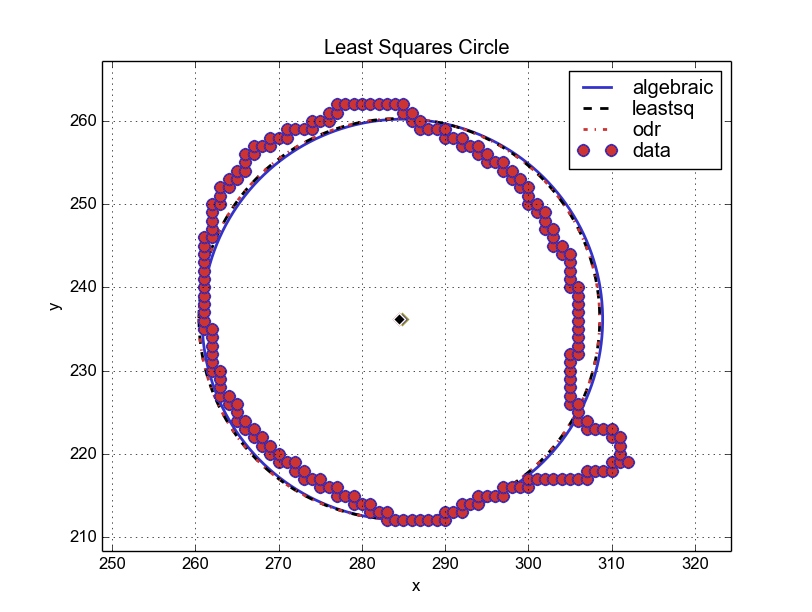 Least Squares Circle
algebraic
leastsq
odr
data
y
260
250
240
230
220
210
250 260 270 280 290 300 310 320
x